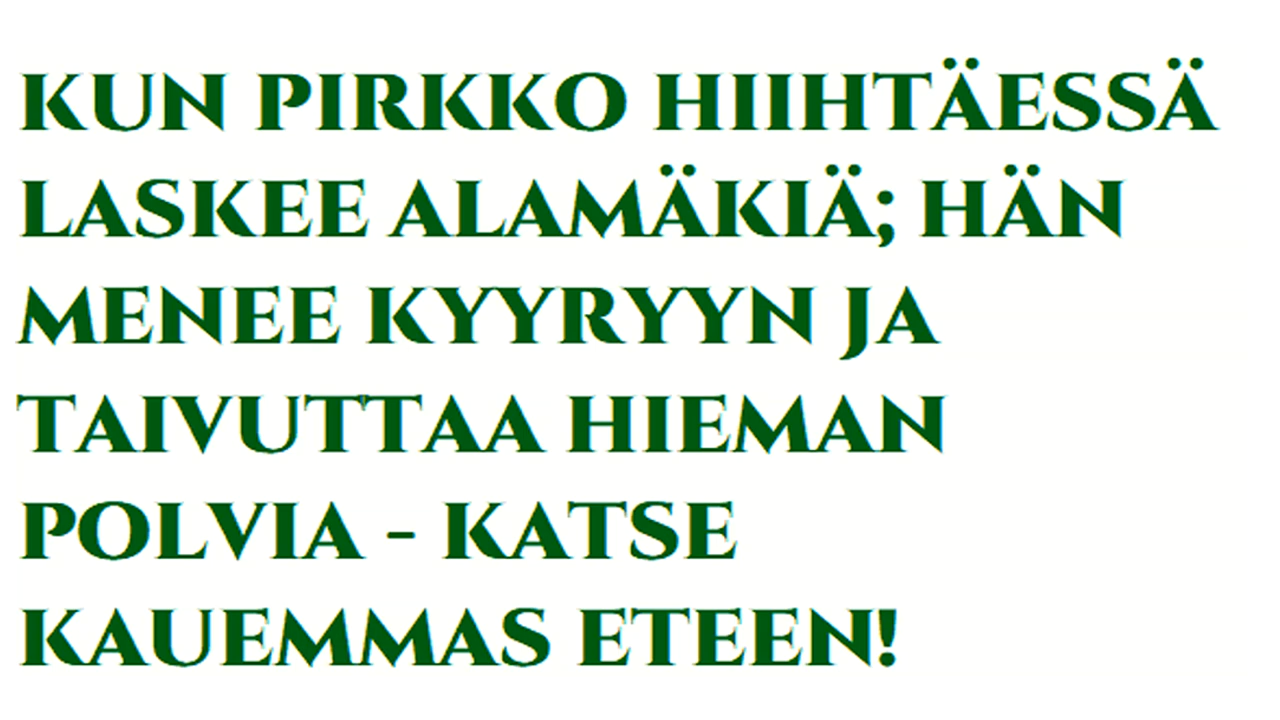 KUN PIRKKO HIIHTÄESSÄ
LASKEE ALAMÄKIÄ; HÄN
MENEE KYYRYYN JA
TAIVUTTAA HIEMAN
POLVIA - KATSE
KAUEMMAS ETEEN!